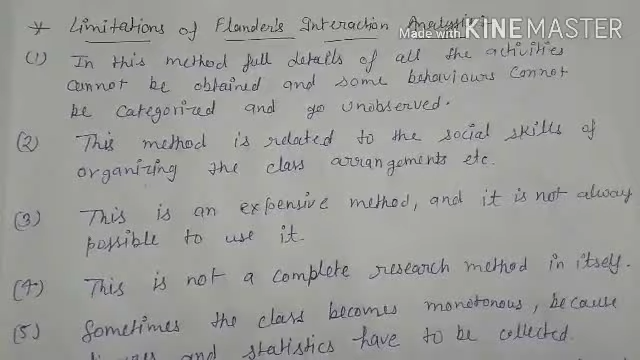 * Limitations of Flander's Interaction Analysis:-
Made with KINEMASTER
(1) In this method full details of all the activities
cannot be obtained and some behaviours cannot
be categorized and go unobserved.
(2) This method is related to the social skills of
organizing the class arrangements etc.
(3) This is an expensive method, and it is not alway
possible to use it.
(4) This is not a complete research method in itself.
(5) Sometimes the class becomes monotonous, because
and statistics have to be collected.